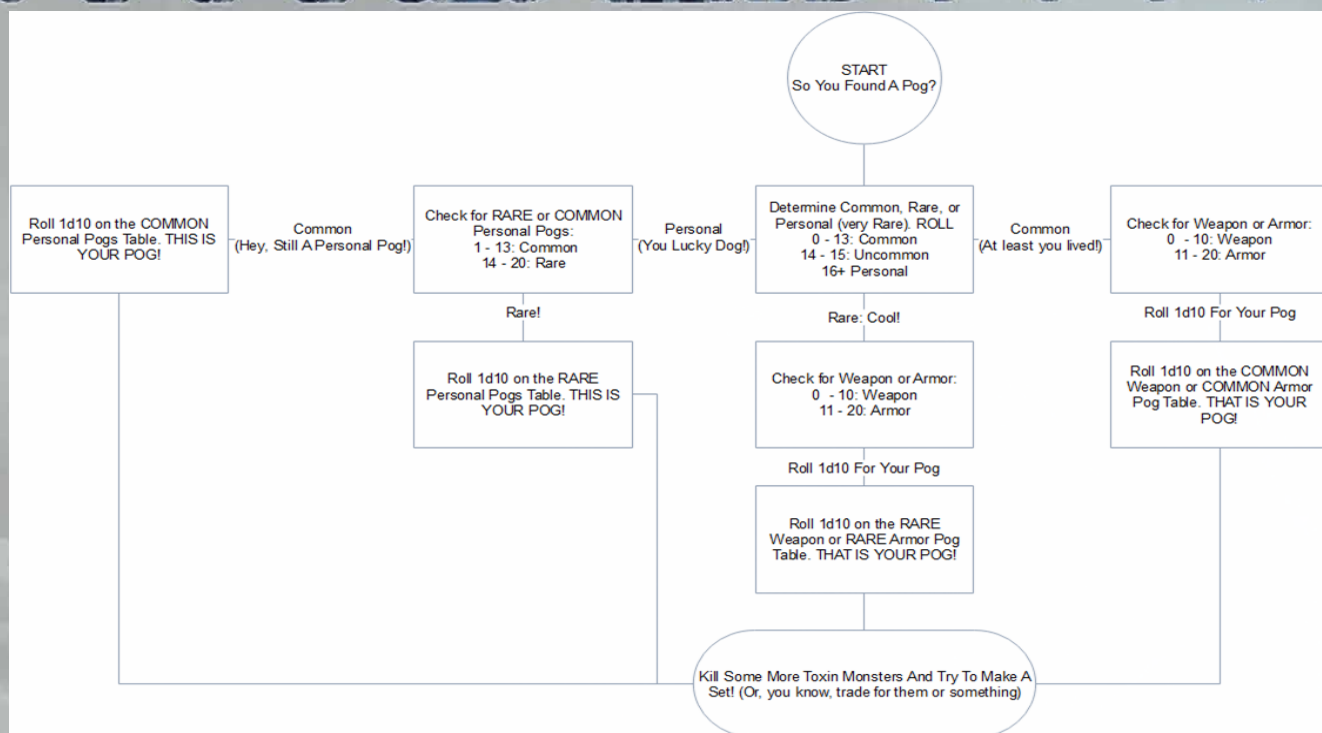 START
So You Found A Pog?
Roll 1d10 on the COMMON
Personal Pogs Table. THIS IS
YOUR POG!
Common
(Hey, Still A Personal Pog!)
Check for RARE or COMMON
Personal Pogs:
1 - 13: Common
14 - 20: Rare
Personal
(You Lucky Dog!)
Determine Common, Rare, or
Personal (very Rare). ROLL
0 - 13: Common
14 - 15: Uncommon
16+ Personal
Common
(At least you lived!)
Check for Weapon or Armor:
0 - 10: Weapon
11 - 20: Armor
Rare!
Rare: Cool!
Roll 1d10 For Your Pog
Roll 1d10 on the RARE
Personal Pogs Table. THIS IS
YOUR POG!
Check for Weapon or Armor:
0 - 10: Weapon
11 - 20: Armor
Roll 1d10 on the COMMON
Weapon or COMMON Armor
Pog Table. THAT IS YOUR
POG!
Roll 1d10 For Your Pog
Roll 1d10 on the RARE
Weapon or RARE Armor Pog
Table. THAT IS YOUR POG!
Kill Some More Toxin Monsters And Try To Make A
Set! (Or, you know, trade for them or something)